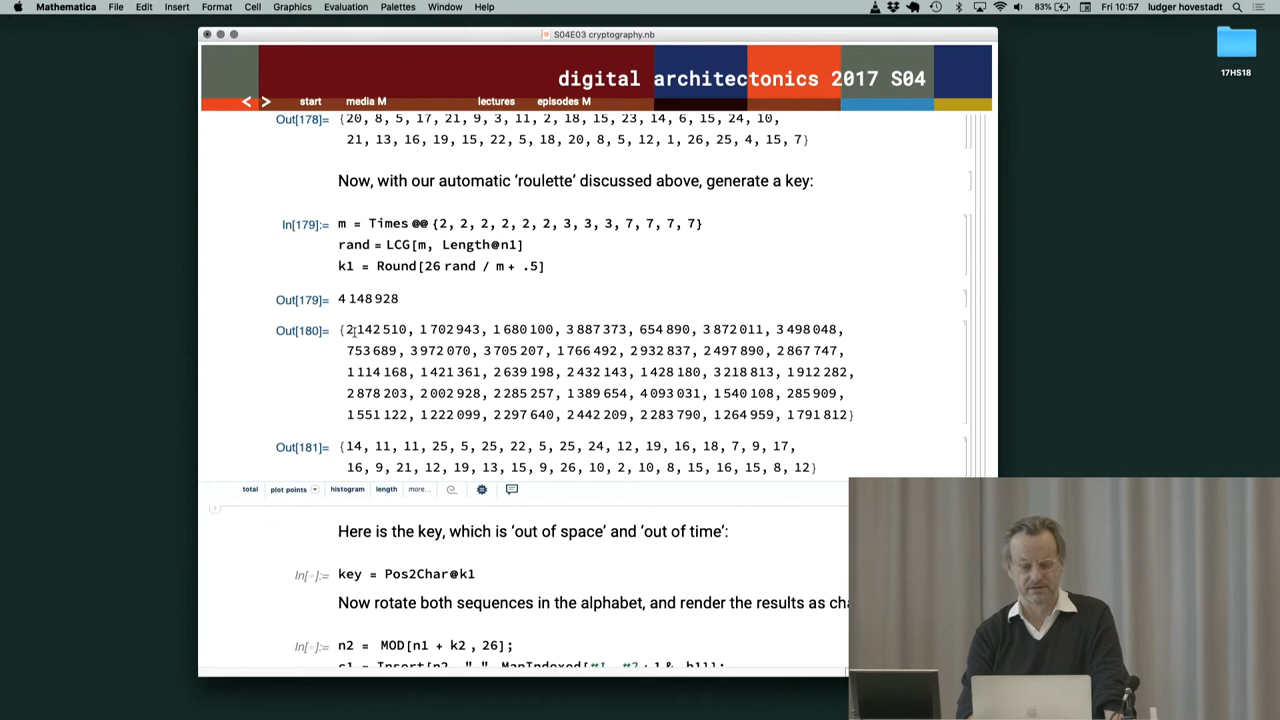 Mathematica File Edit Insert Format Cell Graphics Evaluation Palettes Window Help 83% Fri 10:57 ludger hovestadt
S04E03 cryptography.nb
17HS18
digital architectonics 2017 S04
< > start media M lectures episodes M
Out[178]= {20, 8, 5, 17, 21, 9, 3, 11, 2, 18, 15, 23, 14, 6, 15, 24, 10,
21, 13, 16, 19, 15, 22, 5, 18, 20, 8, 5, 12, 1, 26, 25, 4, 15, 7}
Now, with our automatic ‘roulette’ discussed above, generate a key:
In[179]:= m = Times @@ {2, 2, 2, 2, 2, 2, 3, 3, 3, 7, 7, 7, 7}
rand = LCG[m, Length@n1]
k1 = Round[26 rand / m + .5]
Out[179]= 4 148 928
Out[180]= {2 142 510, 1 702 943, 1 680 100, 3 887 373, 654 890, 3 872 011, 3 498 048,
753 689, 3 972 070, 3 705 207, 1 766 492, 2 932 837, 2 497 890, 2 867 747,
1 114 168, 1 421 361, 2 639 198, 2 432 143, 1 428 180, 3 218 813, 1 912 282,
2 878 203, 2 002 928, 2 285 257, 1 389 654, 4 093 031, 1 540 108, 285 909,
1 551 122, 1 222 099, 2 297 640, 2 442 209, 2 283 790, 1 264 959, 1 791 812}
Out[181]= {14, 11, 11, 25, 5, 25, 22, 5, 25, 24, 12, 19, 16, 18, 7, 9, 17,
16, 9, 21, 12, 19, 13, 15, 9, 26, 10, 2, 10, 8, 15, 16, 15, 8, 12}
total plot points histogram length more...
Here is the key, which is ‘out of space’ and ‘out of time’:
In[◦]:= key = Pos2Char@k1
Now rotate both sequences in the alphabet, and render the results as cha
In[◦]:= n2 = MOD[n1 + k2 , 26];
c1 = Insert[n2, " ", MapIndexed[#1 + #2 + 1 &, b1]];